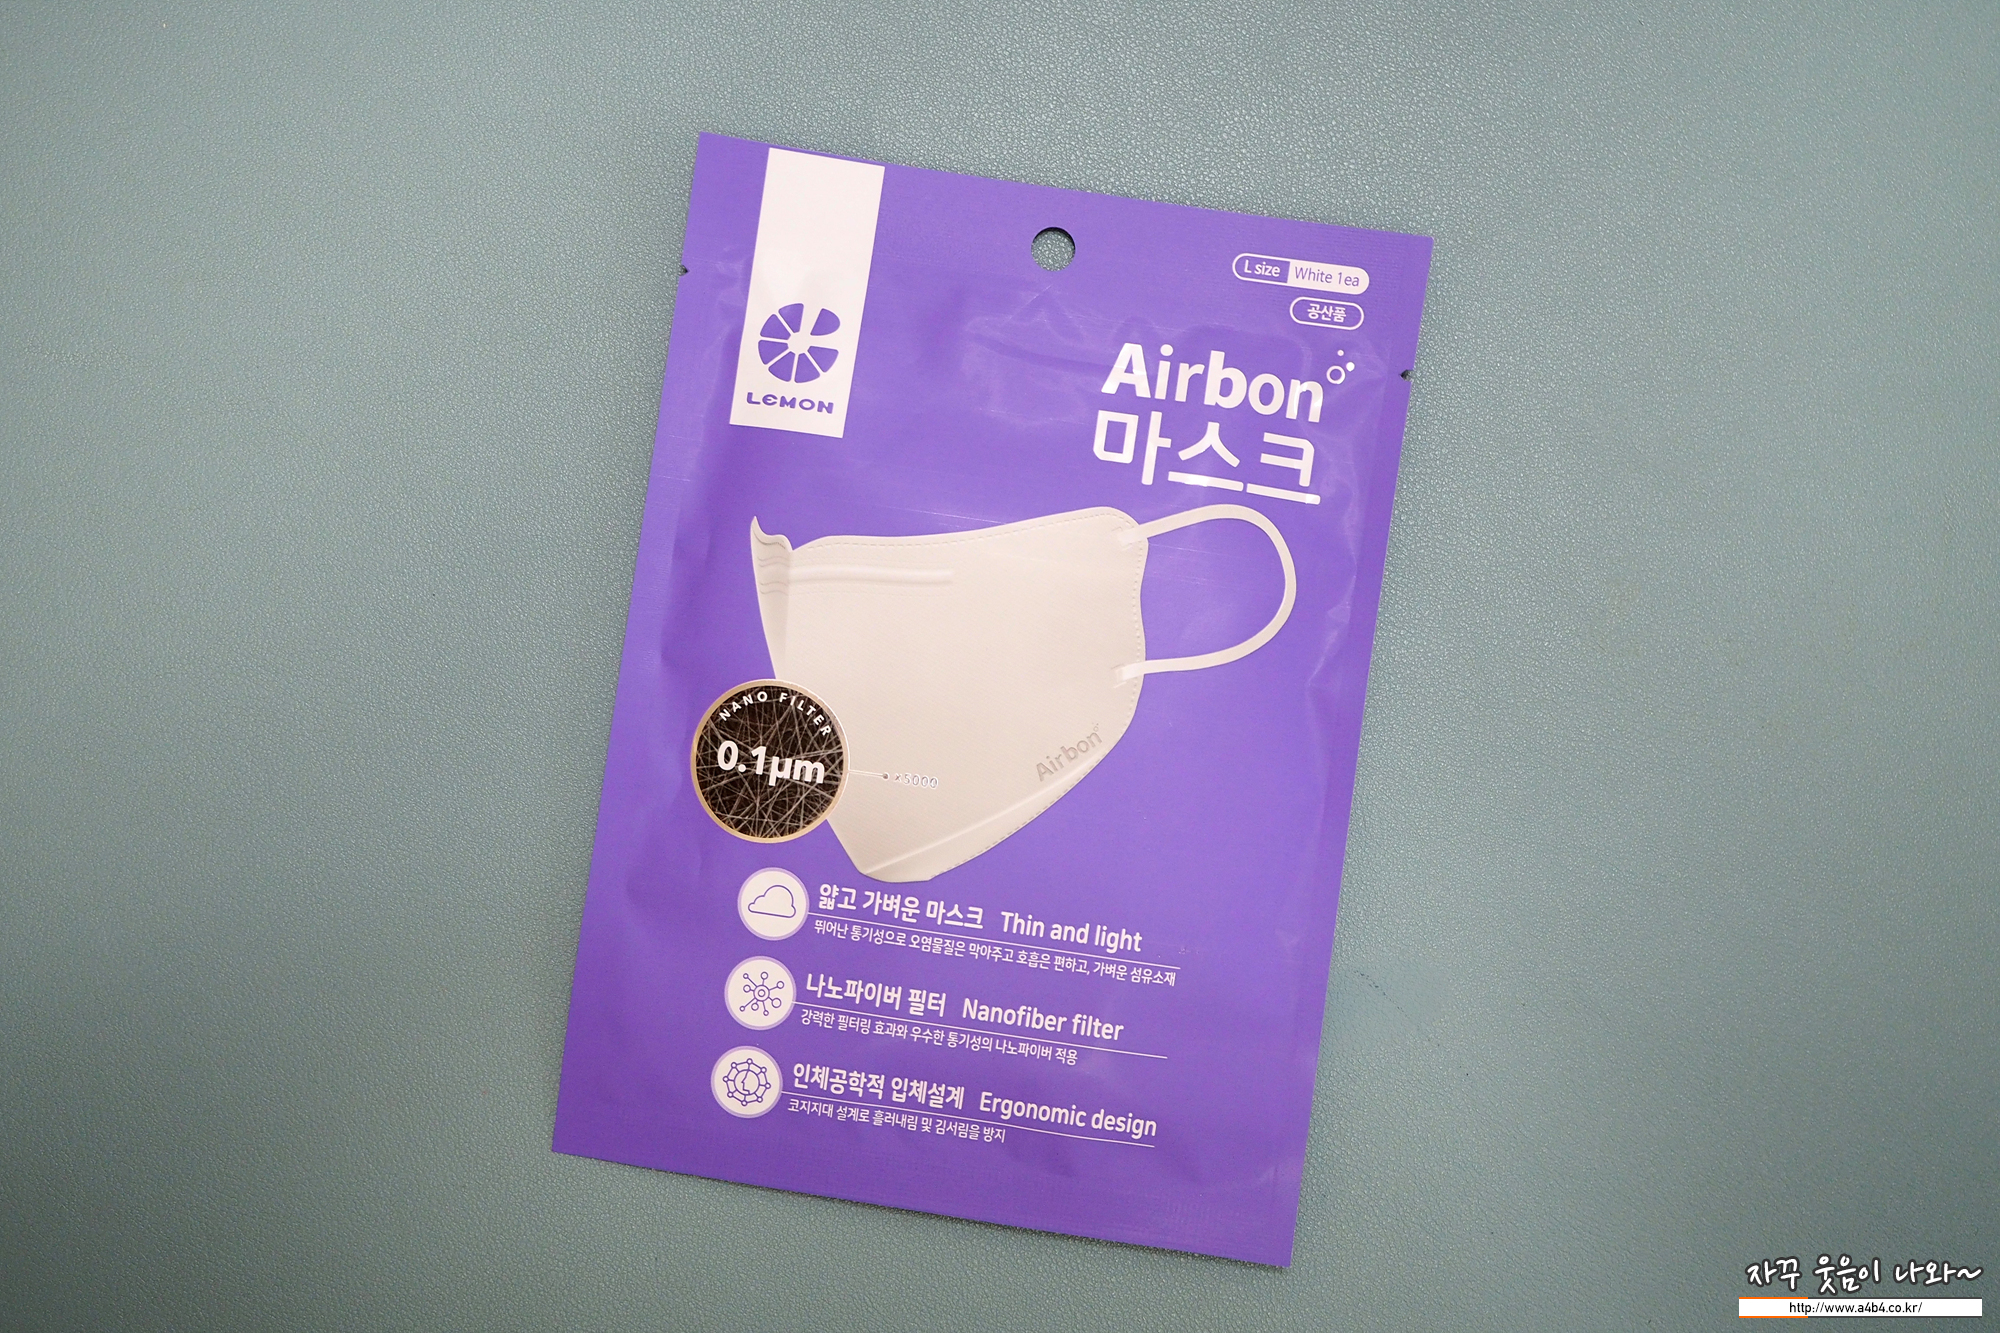 LEMON
L size White 1ea
공산품
Airbon
마스크
NANO FILTER
0.1μm
x5000
Airbon
얇고 가벼운 마스크 Thin and light
뛰어난 통기성으로 오염물질은 막아주고 호흡은 편하고, 가벼운 섬유소재
나노파이버 필터 Nanofiber filter
강력한 필터링 효과와 우수한 통기성의 나노파이버 적용
인체공학적 입체설계 Ergonomic design
코지지대 설계로 흘러내림 및 김서림을 방지
자꾸 웃음이 나와~
http://www.a4b4.co.kr/